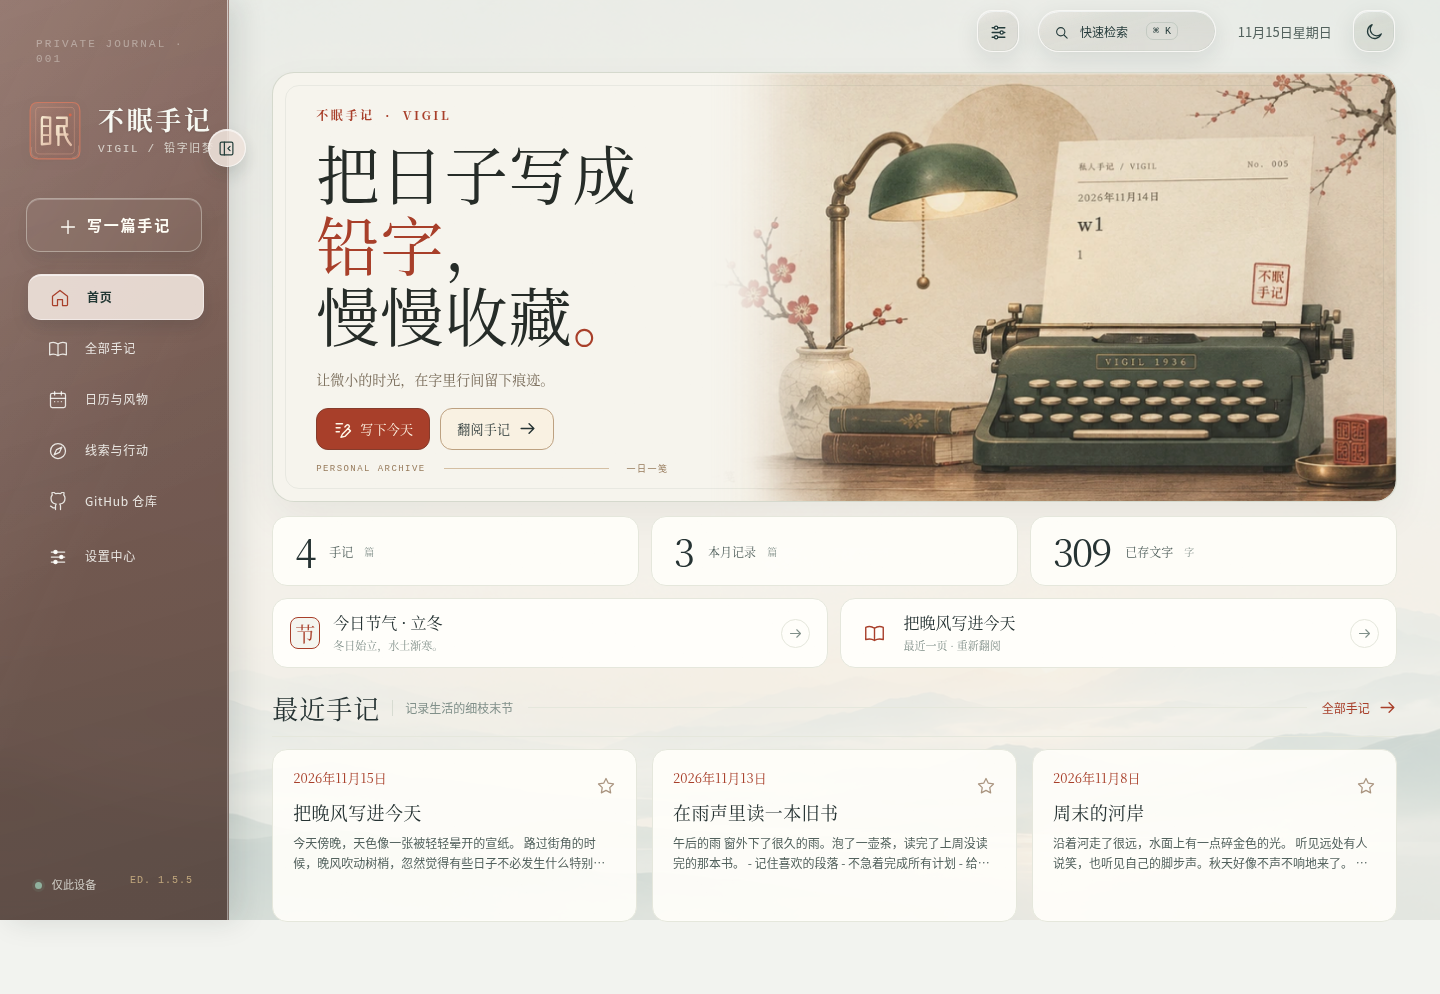 PRIVATE JOURNAL ·
001
眠
不眠手记
VIGIL / 铅字旧
写一篇手记
首页
全部手记
日历与风物
线索与行动
GitHub 仓库
设置中心
仅此设备
ED. 1.5.5
快速检索 ⌘ K
11月15日星期日
不眠手记 · VIGIL
把日子写成
铅字，
慢慢收藏。
让微小的时光，在字里行间留下痕迹。
写下今天
翻阅手记
PERSONAL ARCHIVE
一日一笺
私人手记 / VIGIL
No. 005
2026年11月14日
w1
1
不眠
手记
VIGIL 1936
4 手记 篇
3 本月记录 篇
309 已存文字 字
节
今日节气 · 立冬
冬日始立，水土渐寒。
把晚风写进今天
最近一页 · 重新翻阅
最近手记
记录生活的细枝末节
全部手记
2026年11月15日
把晚风写进今天
今天傍晚，天色像一张被轻轻晕开的宣纸。 路过街角的时
候，晚风吹动树梢，忽然觉得有些日子不必发生什么特别…
2026年11月13日
在雨声里读一本旧书
午后的雨 窗外下了很久的雨。泡了一壶茶，读完了上周没读
完的那本书。 - 记住喜欢的段落 - 不急着完成所有计划 - 给…
2026年11月8日
周末的河岸
沿着河走了很远，水面上有一点碎金色的光。 听见远处有人
说笑，也听见自己的脚步声。秋天好像不声不响地来了。 …